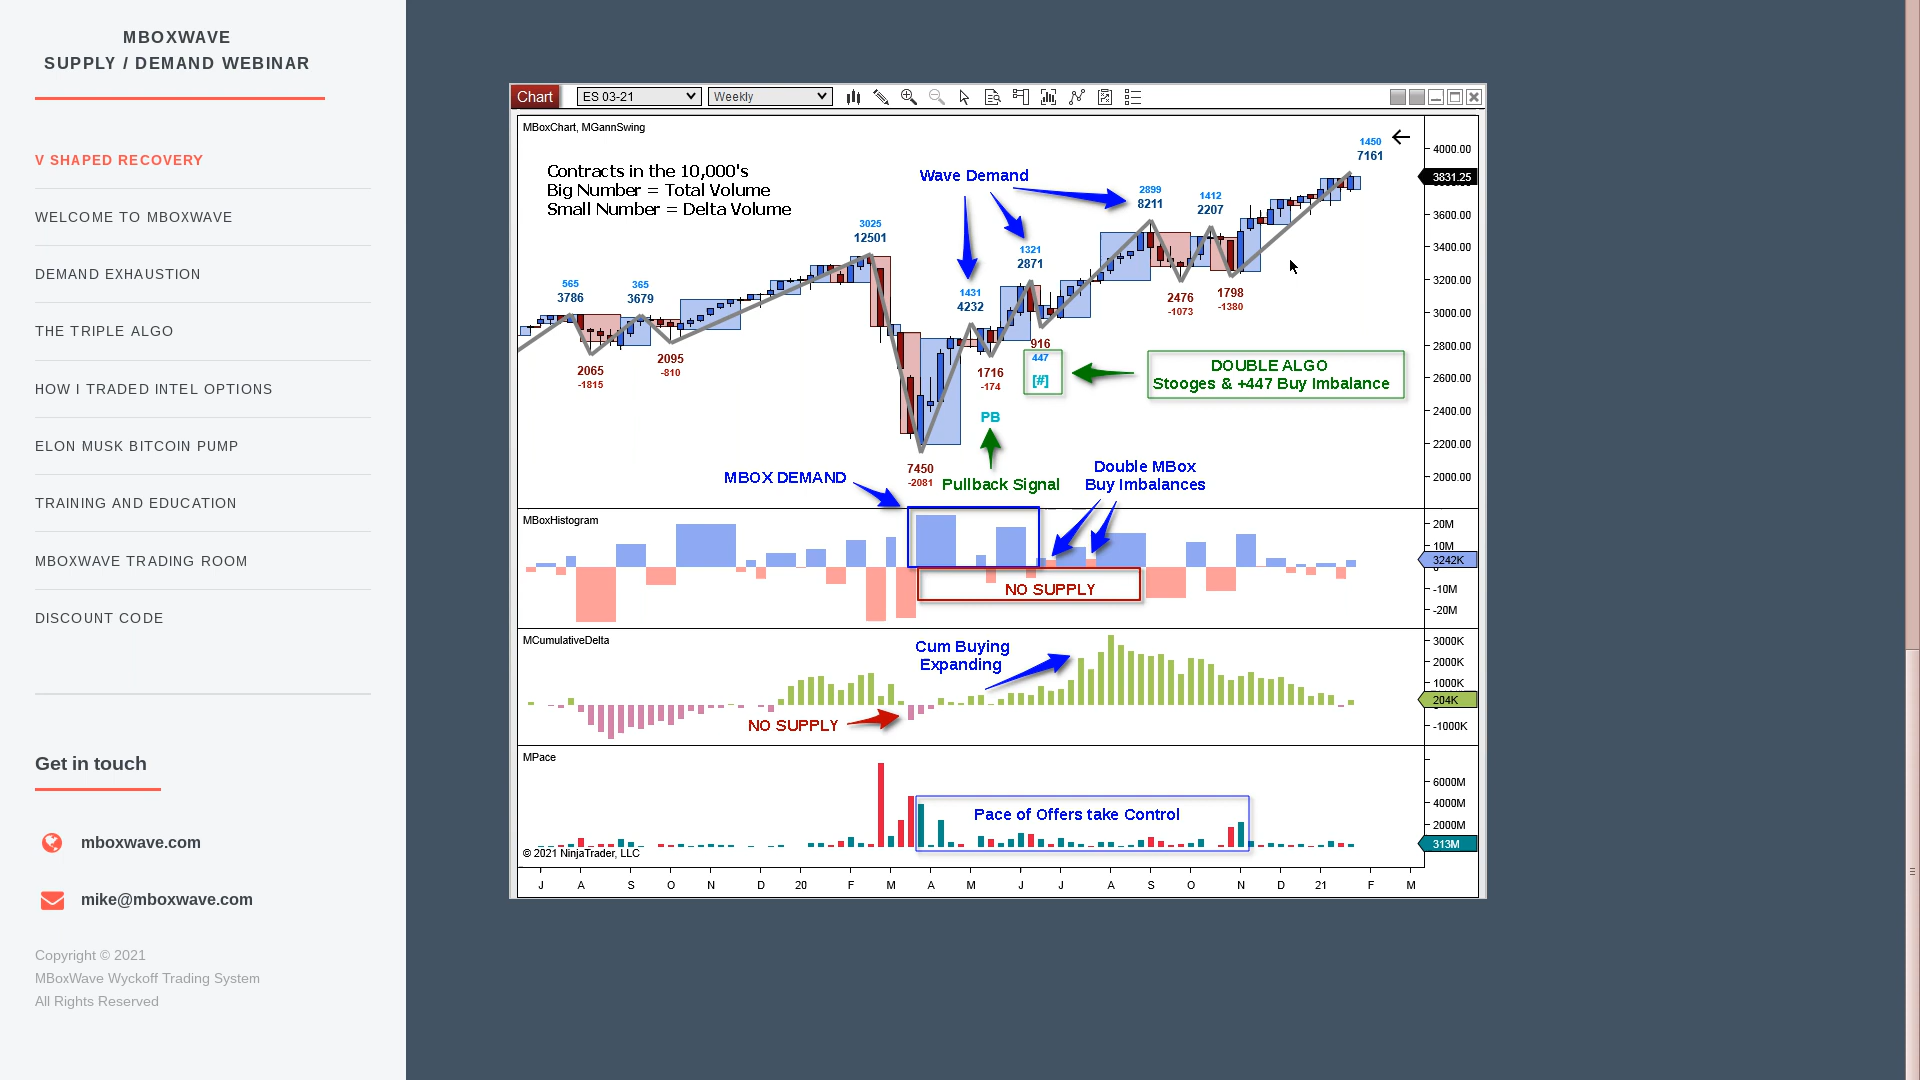 MBOXWAVE
SUPPLY / DEMAND WEBINAR
V SHAPED RECOVERY
WELCOME TO MBOXWAVE
DEMAND EXHAUSTION
THE TRIPLE ALGO
HOW I TRADED INTEL OPTIONS
ELON MUSK BITCOIN PUMP
TRAINING AND EDUCATION
MBOXWAVE TRADING ROOM
DISCOUNT CODE
Get in touch
mboxwave.com
mike@mboxwave.com
Copyright © 2021
MBoxWave Wyckoff Trading System
All Rights Reserved
Chart
ES 03-21
Weekly
MBoxChart, MGannSwing
Contracts in the 10,000's
Big Number = Total Volume
Small Number = Delta Volume
Wave Demand
1450
7161
2899
8211
1412
2207
3025
12501
1321
2871
565
3786
365
3679
1431
4232
2476
-1073
1798
-1380
2065
-1815
2095
-810
916
447
[#]
1716
-174
PB
7450
-2081
DOUBLE ALGO
Stooges & +447 Buy Imbalance
MBOX DEMAND
Pullback Signal
Double MBox
Buy Imbalances
4000.00
3831.25
3600.00
3400.00
3200.00
3000.00
2800.00
2600.00
2400.00
2200.00
2000.00
MBoxHistogram
NO SUPPLY
20M
10M
3242K
-10M
-20M
MCumulativeDelta
Cum Buying
Expanding
NO SUPPLY
3000K
2000K
1000K
204K
-1000K
MPace
Pace of Offers take Control
6000M
4000M
2000M
313M
© 2021 NinjaTrader, LLC
J A S O N D 20 F M A M J J A S O N D 21 F M